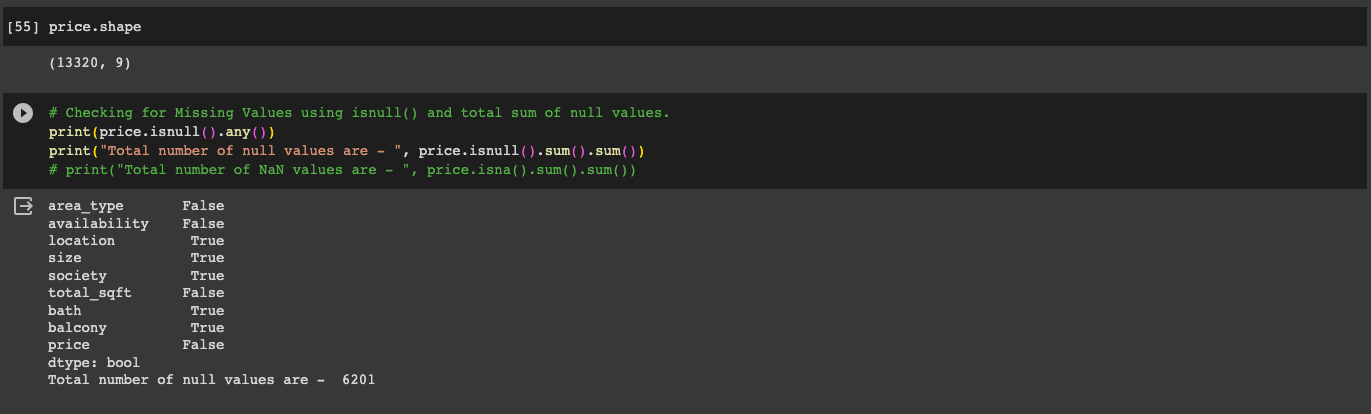 [55] price.shape
(13320, 9)
# Checking for Missing Values using isnull() and total sum of null values.
print(price.isnull().any())
print("Total number of null values are - ", price.isnull().sum().sum())
# print("Total number of NaN values are - ", price.isna().sum().sum())
area_type       False
availability    False
location         True
size             True
society          True
total_sqft      False
bath             True
balcony          True
price           False
dtype: bool
Total number of null values are -  6201